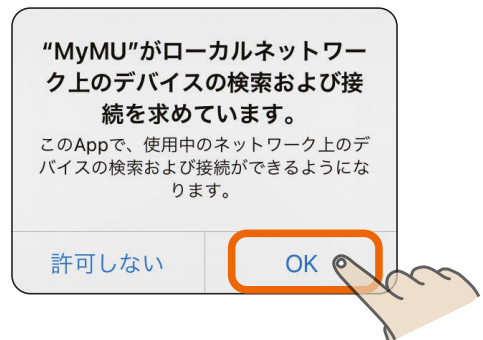 “MyMU”がローカルネットワー
ク上のデバイスの検索および接
続を求めています。
このAppで、使用中のネットワーク上のデ
バイスの検索および接続ができるようにな
ります。
許可しない
OK